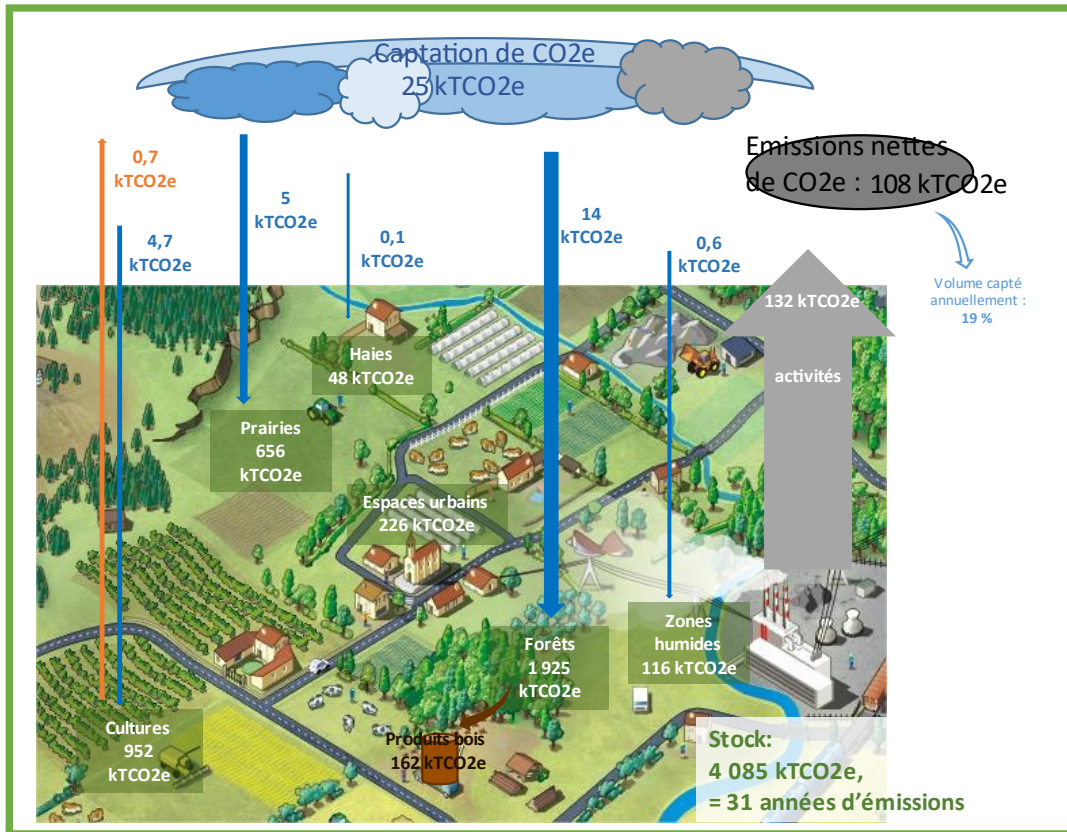 Captation de CO2e
25 kTCO2e
Emissions nettes
de CO2e : 108 kTCO2e
0,7
kTCO2e
4,7
kTCO2e
5
kTCO2e
0,1
kTCO2e
14
kTCO2e
0,6
kTCO2e
Volume capté
annuellement :
19 %
132 kTCO2e
activités
Haies
48 kTCO2e
Prairies
656
kTCO2e
Espaces urbains
226 kTCO2e
Forêts
1 925
kTCO2e
Zones
humides
116 kTCO2e
Cultures
952
kTCO2e
Produits bois
162 kTCO2e
Stock:
4 085 kTCO2e,
= 31 années d’émissions